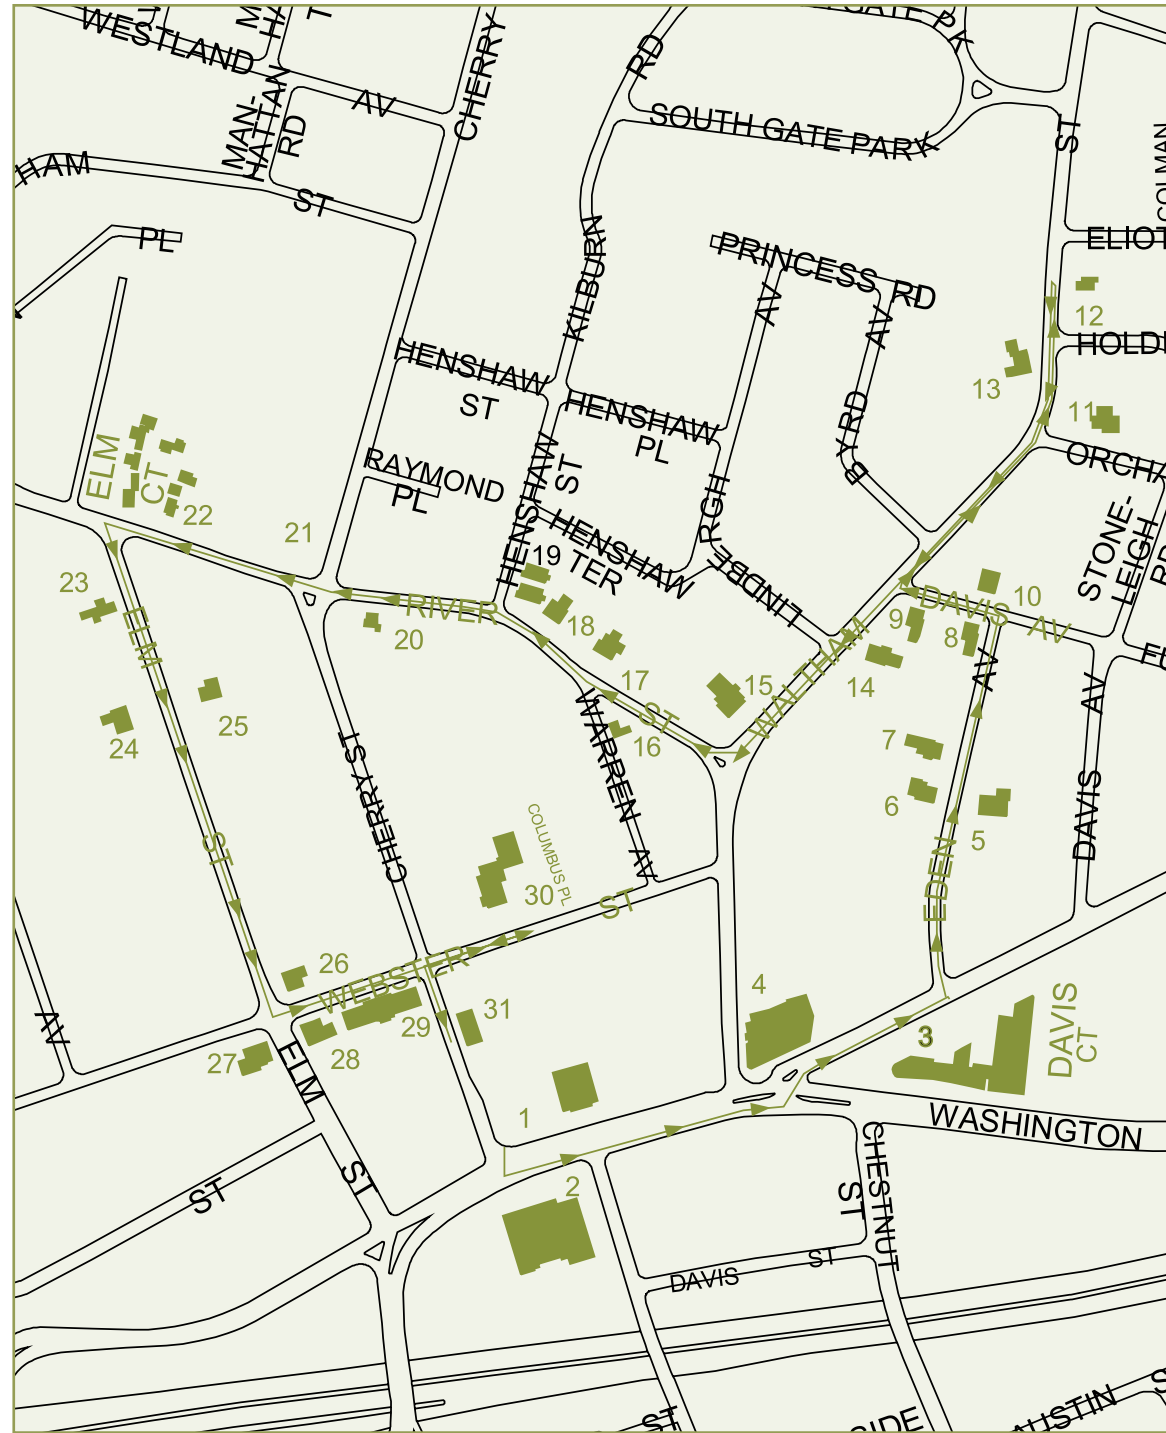 WESTLAND
AV
CHERRY
RD
SOUTH GATE PARK
ST
COLMAN
MAN-
HATTAN
RD
HAM
ST
PL
KILBURN
PRINCESS RD
AV
AV
BYRD
ELIOT
12
HOLD
13
11
HENSHAW
ST
HENSHAW
PL
RAYMOND
PL
HENSHAW
ST
HENSHAW
TER
RGH
LINDBE
ORCHA
STONE-
LEIGH
RD
ELM
CT
22
21
23
19
18
17
20
RIVER
ST
10
DAVIS AV
9
8
14
15
16
WALTHAM
ELM
ST
25
24
CHERRY ST
WARREN AV
AV
DAVIS
AV
7
6
5
EDEN
COLUMBUS PL
30
ST
WEBSTER
26
27
28
29
31
AV
ELM
ST
4
3
DAVIS
CT
1
2
WASHINGTON
CHESTNUT
ST
ST
DAVIS
ST
ST
SIDE
AUSTIN